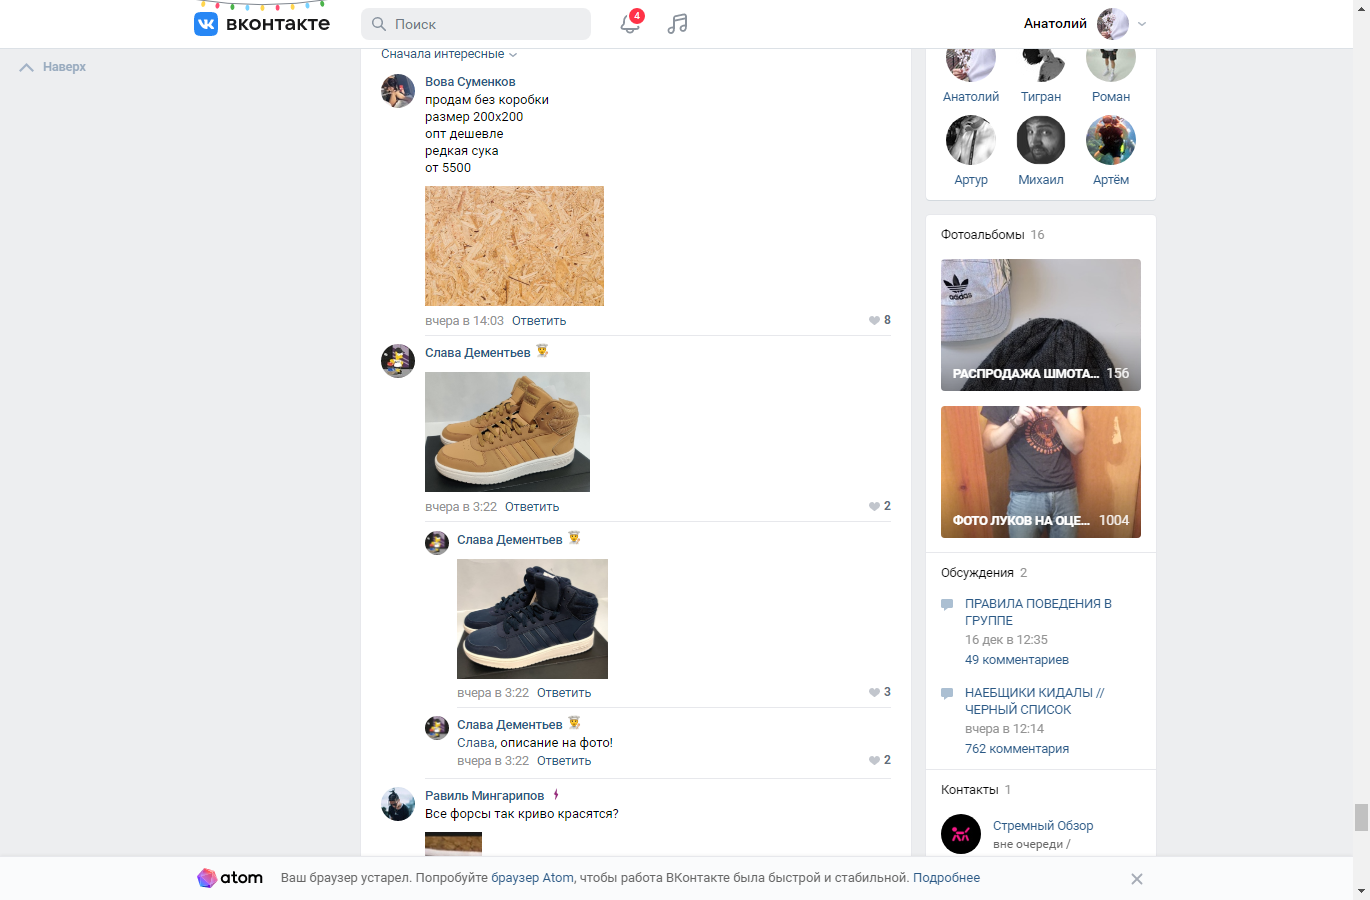 вконтакте
Поиск
4
Анатолий
Наверх
Сначала интересные
Вова Суменков
продам без коробки
размер 200х200
опт дешевле
редкая сука
от 5500
вчера в 14:03 Ответить
8
Слава Дементьев
вчера в 3:22 Ответить
2
Слава Дементьев
вчера в 3:22 Ответить
3
Слава Дементьев
Слава, описание на фото!
вчера в 3:22 Ответить
2
Равиль Мингарипов
Все форсы так криво красятся?
Анатолий Тигран Роман
Артур Михаил Артём
Фотоальбомы 16
adidas
РАСПРОДАЖА ШМОТА... 156
ФОТО ЛУКОВ НА ОЦЕ... 1004
Обсуждения 2
ПРАВИЛА ПОВЕДЕНИЯ В
ГРУППЕ
16 дек в 12:35
49 комментариев
НАЕБЩИКИ КИДАЛЫ //
ЧЕРНЫЙ СПИСОК
вчера в 12:14
762 комментария
Контакты 1
Стремный Обзор
вне очереди /
atom
Ваш браузер устарел. Попробуйте браузер Atom, чтобы работа ВКонтакте была быстрой и стабильной. Подробнее